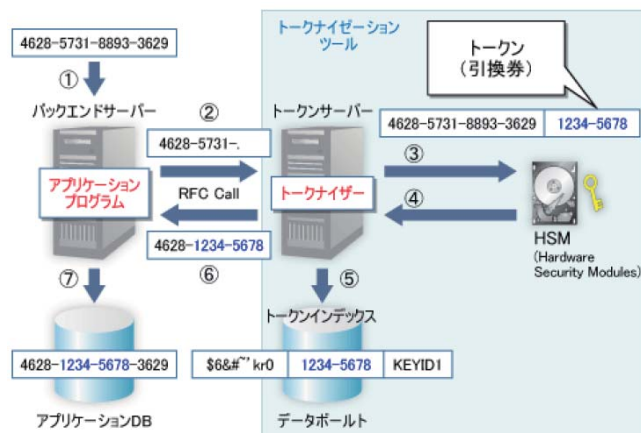 4628-5731-8893-3629
①
バックエンドサーバー
アプリケーション
プログラム
②
4628-5731-.
RFC Call
4628-1234-5678
⑥
⑦
4628-1234-5678-3629
アプリケーションDB
トークナイゼーション
ツール
トークン
(引換券)
トークンサーバー
4628-5731-8893-3629
1234-5678
トークナイザー
③
④
HSM
(Hardware
Security Modules)
⑤
トークンインデックス
$6&#~'kr0
1234-5678
KEYID1
データボールト